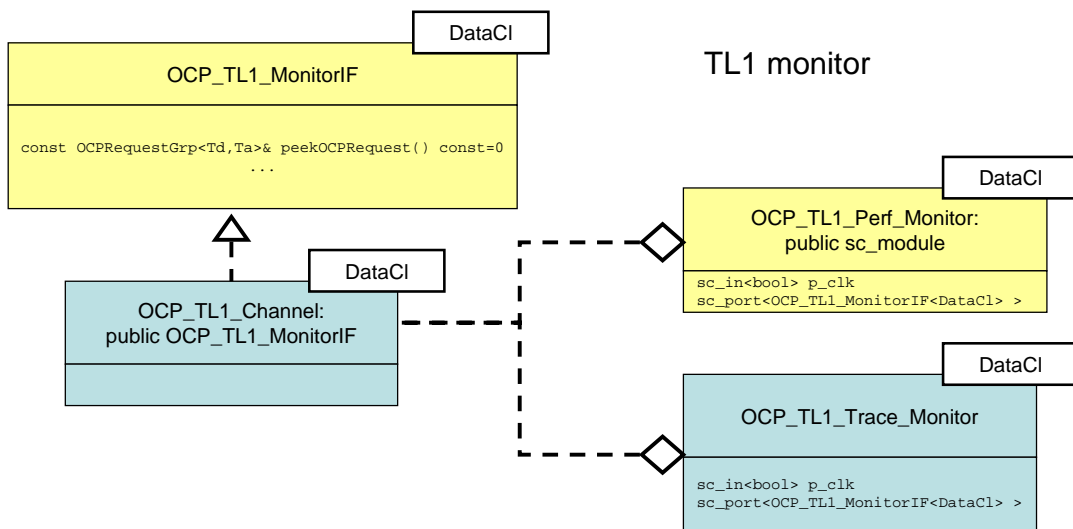 DataCl
OCP_TL1_MonitorIF
const OCPRequestGrp<Td,Ta>& peekOCPRequest() const=0
...
TL1 monitor
DataCl
OCP_TL1_Channel:
public OCP_TL1_MonitorIF
DataCl
OCP_TL1_Perf_Monitor:
public sc_module
sc_in<bool> p_clk
sc_port<OCP_TL1_MonitorIF<DataCl> >
DataCl
OCP_TL1_Trace_Monitor
sc_in<bool> p_clk
sc_port<OCP_TL1_MonitorIF<DataCl> >